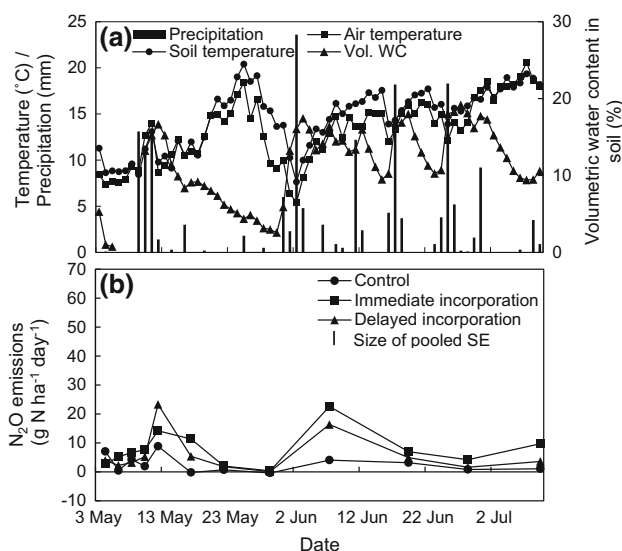 (a)
Precipitation
Air temperature
Soil temperature
Vol. WC
Temperature (˚C) /
Precipitation (mm)
25
20
15
10
5
0
30
20
10
0
Volumetric water content in
soil (%)
(b)
Control
Immediate incorporation
Delayed incorporation
Size of pooled SE
N2O emissions
(g N ha-1 day-1)
70
60
50
40
30
20
10
0
-10
3 May
13 May
23 May
2 Jun
12 Jun
22 Jun
2 Jul
Date